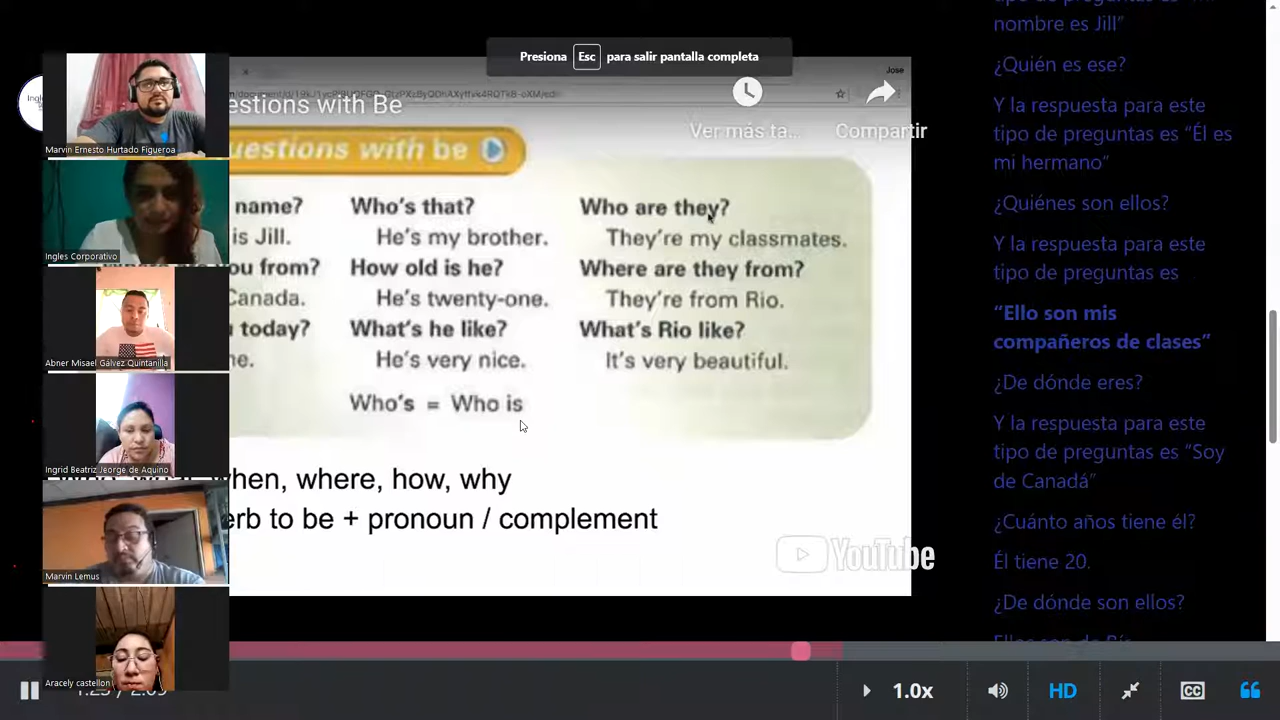 nombre es Jill”
¿Quién es ese?
Y la respuesta para este
tipo de preguntas es “Él es
mi hermano”
¿Quiénes son ellos?
Y la respuesta para este
tipo de preguntas es
“Ello son mis
compañeros de clases”
¿De dónde eres?
Y la respuesta para este
tipo de preguntas es “Soy
de Canadá”
¿Cuánto años tiene él?
Él tiene 20.
¿De dónde son ellos?
Presiona Esc para salir pantalla completa
Jose
estions with Be
Ver más ta...
Compartir
uestions with be
name?
is Jill.
ou from?
Canada.
today?
ne.
Who's that?
He's my brother.
How old is he?
He's twenty-one.
What's he like?
He's very nice.
Who's = Who is
Who are they?
They're my classmates.
Where are they from?
They're from Rio.
What's Rio like?
It's very beautiful.
when, where, how, why
erb to be + pronoun / complement
YouTube
Marvin Ernesto Hurtado Figueroa
Ingles Corporativo
Abner Misael Gálvez Quintanilla
Ingrid Beatriz Jeorge de Aquino
Marvin Lemus
Aracely castellon
1.0x
HD
CC